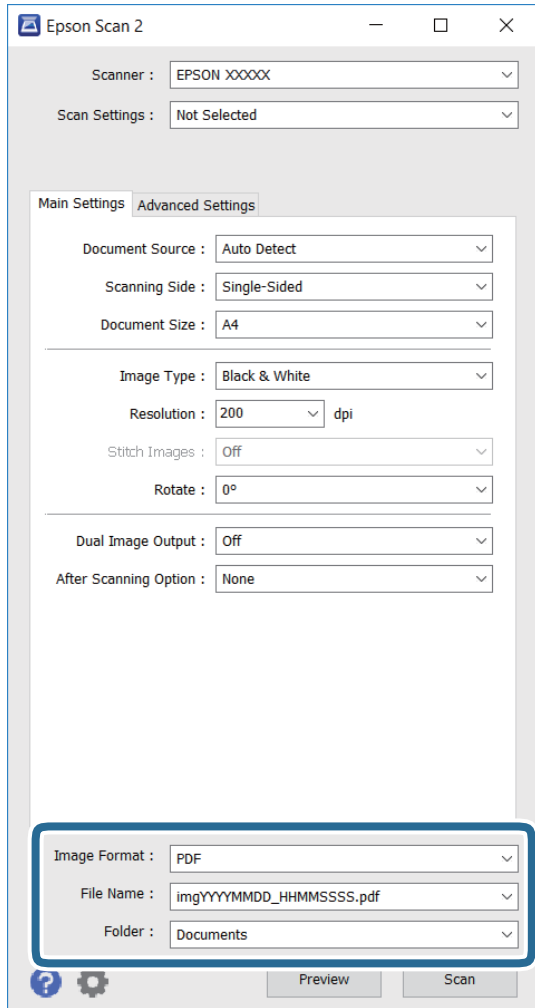 Epson Scan 2
Scanner : EPSON XXXXX
Scan Settings : Not Selected
Main Settings Advanced Settings
Document Source : Auto Detect
Scanning Side : Single-Sided
Document Size : A4
Image Type : Black & White
Resolution : 200 dpi
Stitch Images : Off
Rotate : 0°
Dual Image Output : Off
After Scanning Option : None
Image Format : PDF
File Name : imgYYYYMMDD_HHMMSSSS.pdf
Folder : Documents
? Preview Scan